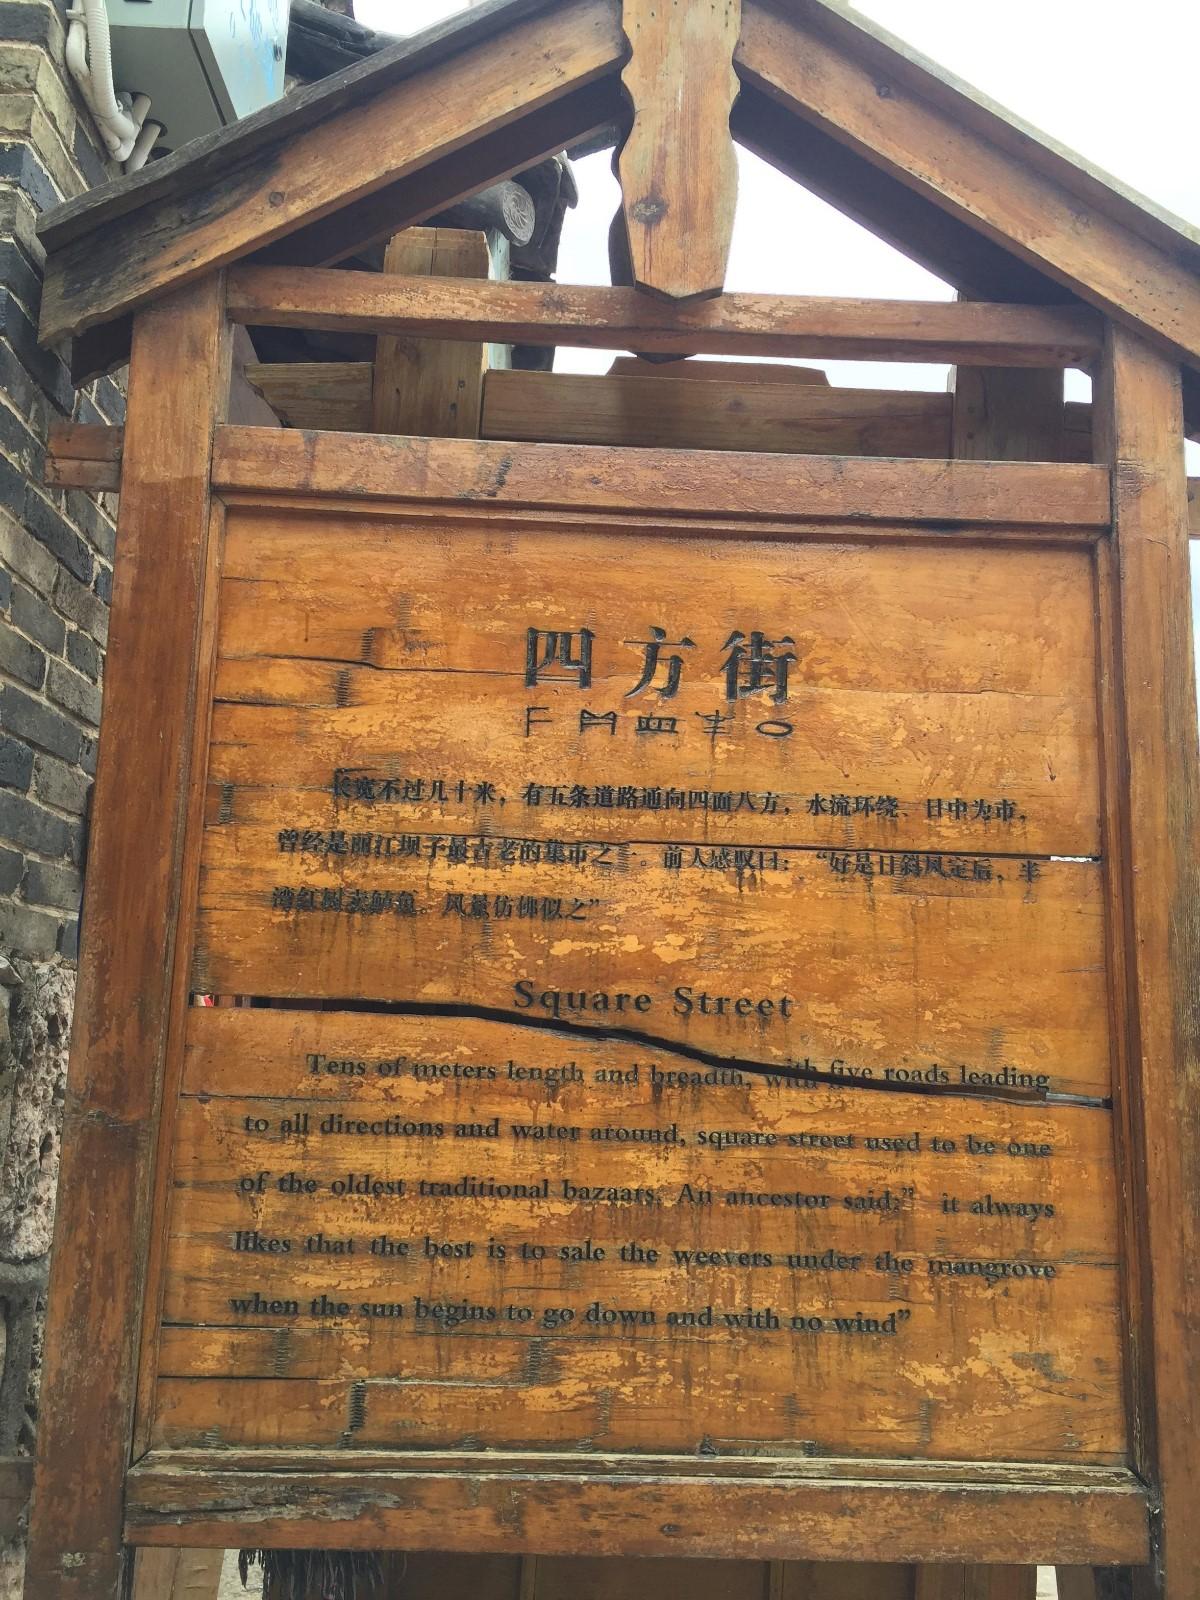 四方街
长宽不过几十米，有五条道路通向四面八方，水流环绕、日中为市，
曾经是丽江坝子最古老的集市之一。前人感叹曰：“好是日斜风定后，半
湾红树卖鲈鱼。风景仿佛似之”
Square Street
Tens of meters length and breadth, with five roads leading
to all directions and water around, square street used to be one
of the oldest traditional bazaars. An ancestor said:” it always
likes that the best is to sale the weevers under the mangrove
when the sun begins to go down and with no wind”